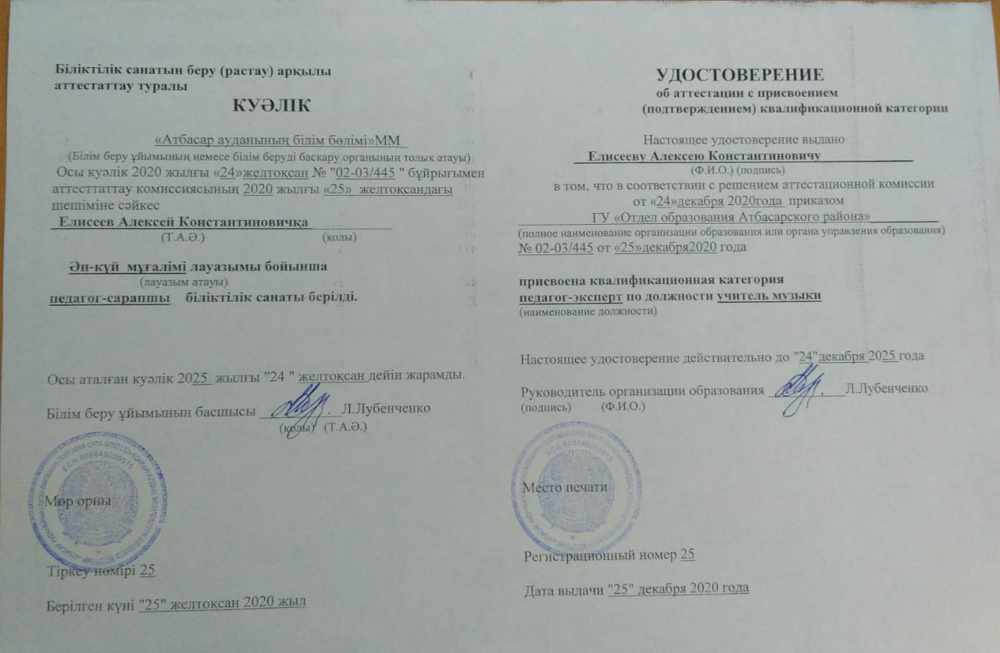 Біліктілік санатын беру (растау) арқылы
аттестаттау туралы
КУӘЛІК
«Атбасар ауданының білім бөлімі»ММ
(Білім беру ұйымының немесе білім беруді басқару органының толық атауы)
Осы куәлік 2020 жылғы «24»желтоқсан № "02-03/445 " бұйрығымен
аттесттаттау комиссиясының 2020 жылғы «25» желтоқсандағы
шешіміне сәйкес
Елисеев Алексей Константиновичқа
(Т.А.Ә.) (қолы)
Ән-күй мұғалімі лауазымы бойынша
(лауазым атауы)
педагог-сарапшы біліктілік санаты берілді.
Осы аталған куәлік 2025 жылғы "24 " желтоқсан дейін жарамды.
Білім беру ұйымының басшысы . Л.Лубенченко
(қолы) (Т.А.Ә.)
БСН 990840000015
Мөр орны
Тіркеу нөмірі 25
Берілген күні "25" желтоқсан 2020 жыл
УДОСТОВЕРЕНИЕ
об аттестации с присвоением
(подтверждением) квалификационной категории
Настоящее удостоверение выдано
Елисееву Алексею Константиновичу
(Ф.И.О.) (подпись)
в том, что в соответствии с решением аттестационной комиссии
от «24»декабря 2020года приказом
ГУ «Отдел образования Атбасарского района»
(полное наименование организации образования или органа управления образования)
№ 02-03/445 от «25»декабря2020 года
присвоена квалификационная категория
педагог-эксперт по должности учитель музыки
(наименование должности)
Настоящее удостоверение действительно до "24"декабря 2025 года
Руководитель организации образования . Л.Лубенченко
(подпись) (Ф.И.О.)
Место печати
Регистрационный номер 25
Дата выдачи "25" декабря 2020 года